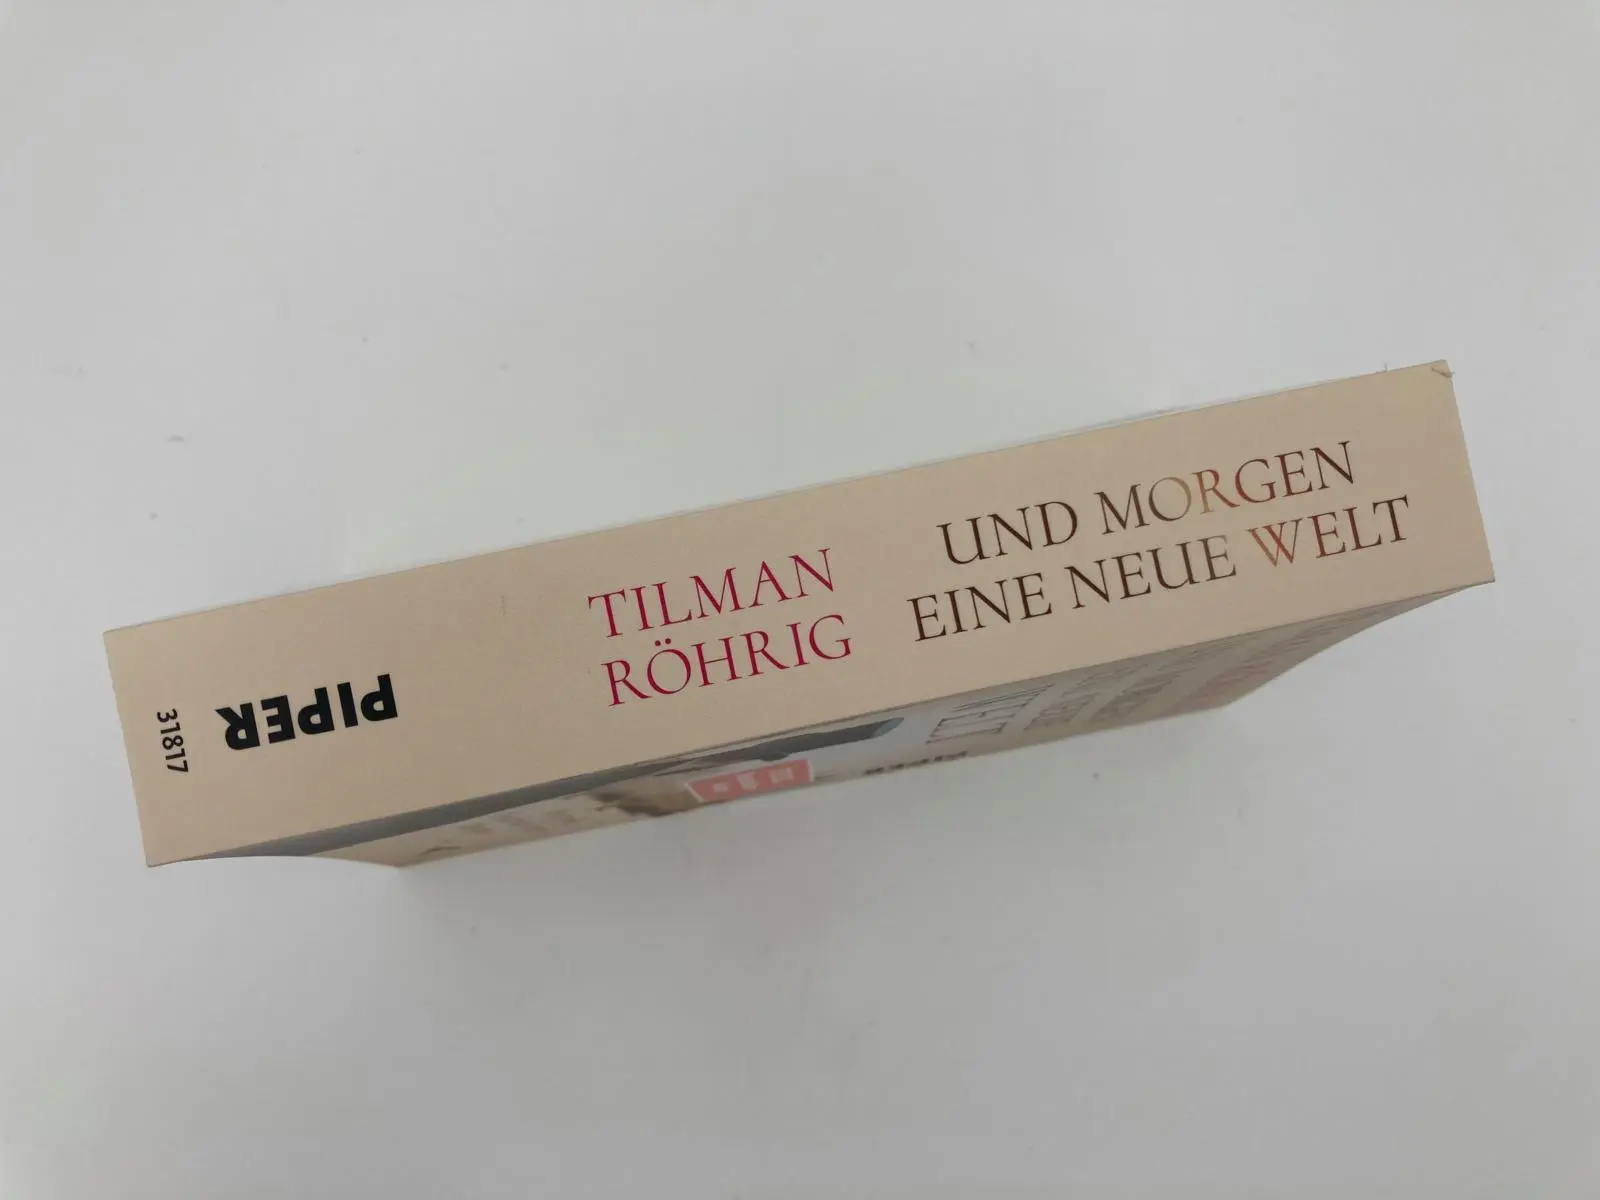 TILMAN
RÖHRIG
UND MORGEN
EINE NEUE WELT
PIPER
31817